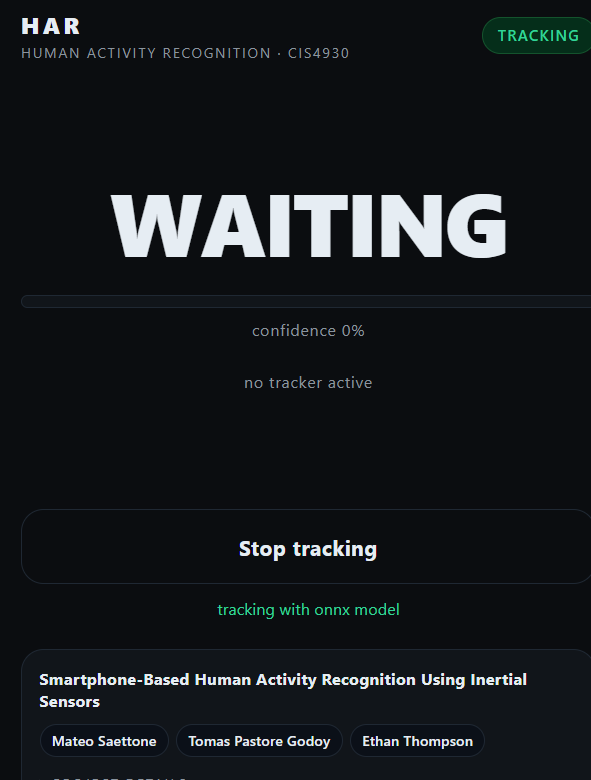 HAR
HUMAN ACTIVITY RECOGNITION · CIS4930
TRACKING
WAITING
confidence 0%
no tracker active
Stop tracking
tracking with onnx model
Smartphone-Based Human Activity Recognition Using Inertial
Sensors
Mateo Saettone
Tomas Pastore Godoy
Ethan Thompson